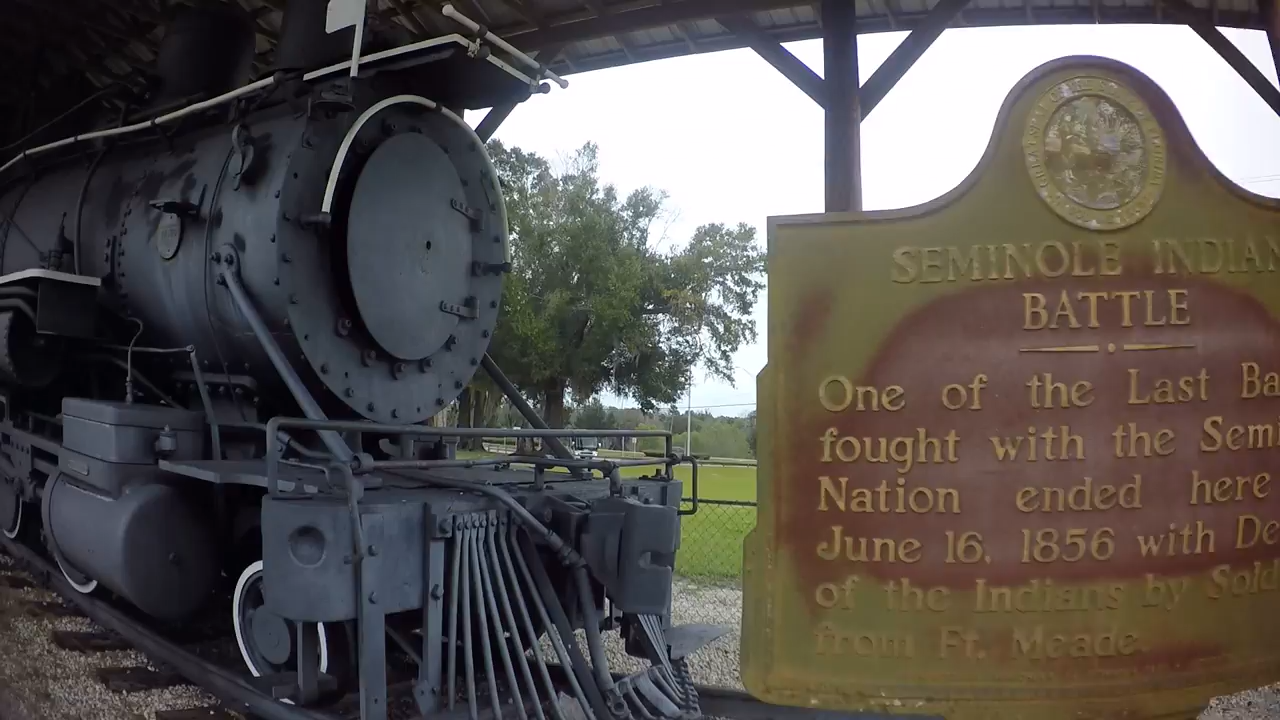 SEMINOLE INDIAN
BATTLE
One of the Last Ba
fought with the Semi
Nation ended here
June 16, 1856 with De
of the Indians by Sold
from Ft. Meade.